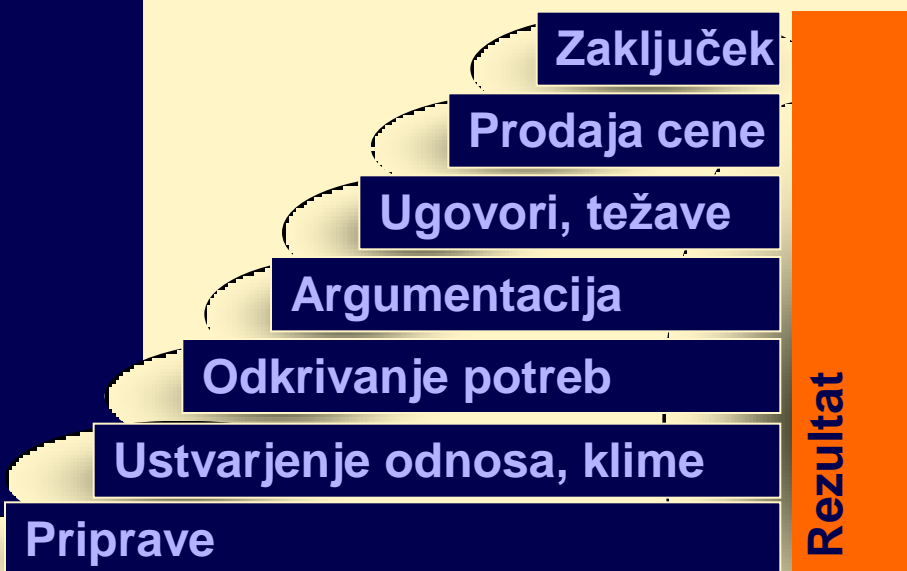 Zaključek
Prodaja cene
Ugovori, težave
Argumentacija
Odkrivanje potreb
Ustvarjenje odnosa, klime
Priprave
Rezultat